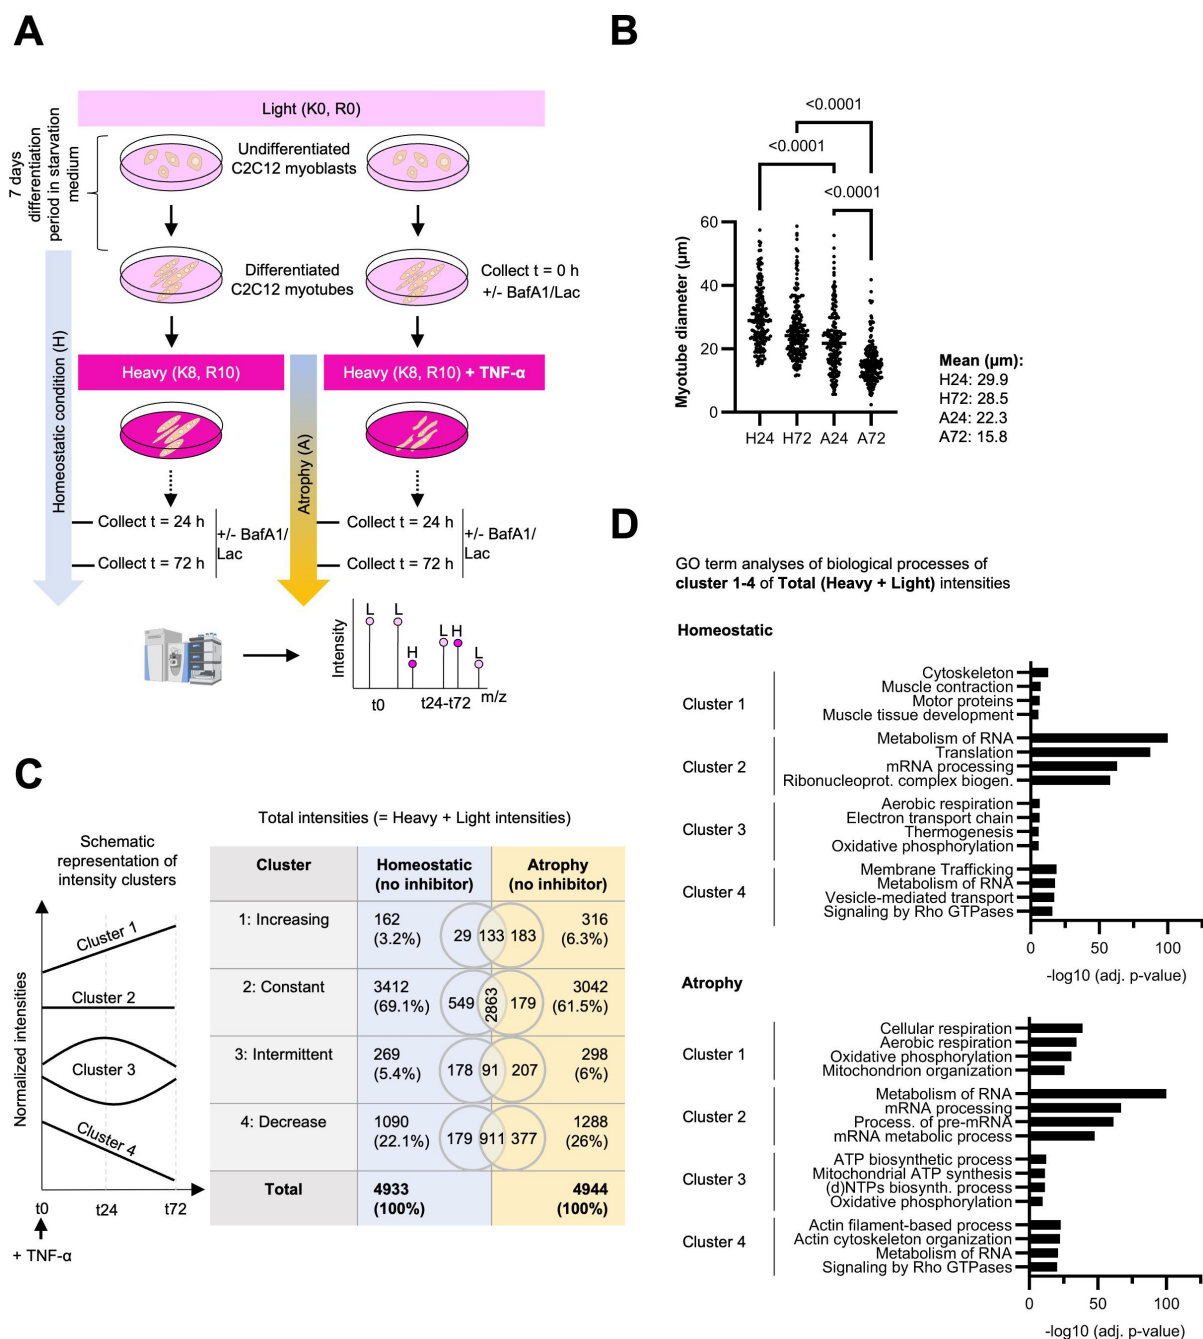 A
Light (K0, R0)
7 days
differentiation
period in starvation
medium
Undifferentiated
C2C12 myoblasts
Differentiated
C2C12 myotubes
Collect t = 0 h
+/- BafA1/Lac
Homeostatic condition (H)
Heavy (K8, R10)
Atrophy (A)
Heavy (K8, R10) + TNF-α
Collect t = 24 h
Collect t = 72 h
+/- BafA1/
Lac
Collect t = 24 h
Collect t = 72 h
+/- BafA1/
Lac
Intensity
L
L
H
L
H
L
t0
t24-t72
m/z
B
<0.0001
<0.0001
<0.0001
Myotube diameter (µm)
60
40
20
0
H24
H72
A24
A72
Mean (µm):
H24: 29.9
H72: 28.5
A24: 22.3
A72: 15.8
C
Schematic
representation of
intensity clusters
Normalized intensities
Cluster 1
Cluster 2
Cluster 3
Cluster 4
t0
t24
t72
+ TNF-α
Total intensities (= Heavy + Light intensities)
Cluster
Homeostatic
(no inhibitor)
Atrophy
(no inhibitor)
1: Increasing
162
(3.2%)
29
133
183
316
(6.3%)
2: Constant
3412
(69.1%)
549
2863
179
3042
(61.5%)
3: Intermittent
269
(5.4%)
178
91
207
298
(6%)
4: Decrease
1090
(22.1%)
179
911
377
1288
(26%)
Total
4933
(100%)
4944
(100%)
D
GO term analyses of biological processes of
cluster 1-4 of Total (Heavy + Light) intensities
Homeostatic
Cluster 1
Cytoskeleton
Muscle contraction
Motor proteins
Muscle tissue development
Cluster 2
Metabolism of RNA
Translation
mRNA processing
Ribonucleoprot. complex biogen.
Cluster 3
Aerobic respiration
Electron transport chain
Thermogenesis
Oxidative phosphorylation
Cluster 4
Membrane Trafficking
Metabolism of RNA
Vesicle-mediated transport
Signaling by Rho GTPases
0
50
100
-log10 (adj. p-value)
Atrophy
Cluster 1
Cellular respiration
Aerobic respiration
Oxidative phosphorylation
Mitochondrion organization
Cluster 2
Metabolism of RNA
mRNA processing
Process. of pre-mRNA
mRNA metabolic process
Cluster 3
ATP biosynthetic process
Mitochondrial ATP synthesis
(d)NTPs biosynth. process
Oxidative phosphorylation
Cluster 4
Actin filament-based process
Actin cytoskeleton organization
Metabolism of RNA
Signaling by Rho GTPases
0
50
100
-log10 (adj. p-value)